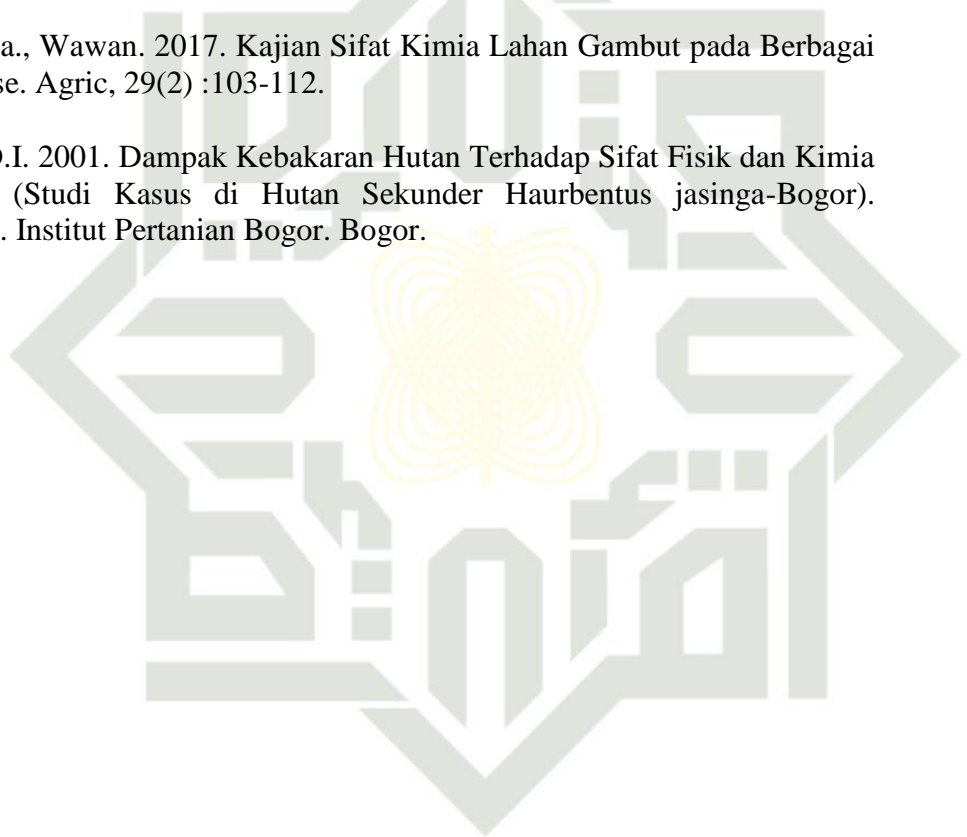 a., Wawan. 2017. Kajian Sifat Kimia Lahan Gambut pada Berbagai
se. Agric, 29(2) :103-112.
D.I. 2001. Dampak Kebakaran Hutan Terhadap Sifat Fisik dan Kimia
(Studi Kasus di Hutan Sekunder Haurbentus jasinga-Bogor).
. Institut Pertanian Bogor. Bogor.